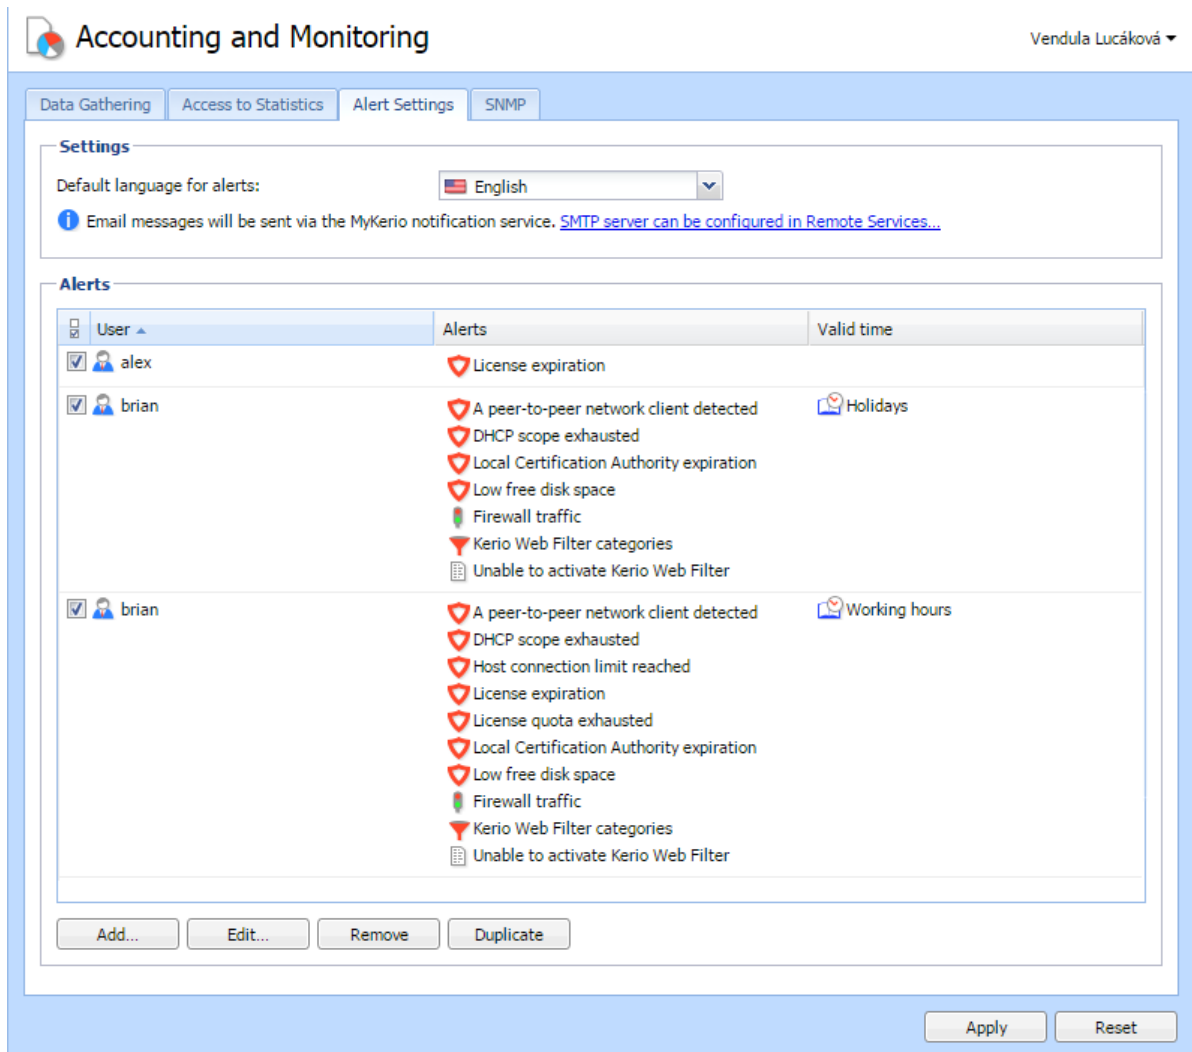 Accounting and Monitoring
Vendula Lucáková
Data Gathering Access to Statistics Alert Settings SNMP
Settings
Default language for alerts: English
Email messages will be sent via the MyKerio notification service. SMTP server can be configured in Remote Services...
Alerts
User Alerts Valid time
alex License expiration
brian A peer-to-peer network client detected Holidays
DHCP scope exhausted
Local Certification Authority expiration
Low free disk space
Firewall traffic
Kerio Web Filter categories
Unable to activate Kerio Web Filter
brian A peer-to-peer network client detected Working hours
DHCP scope exhausted
Host connection limit reached
License expiration
License quota exhausted
Local Certification Authority expiration
Low free disk space
Firewall traffic
Kerio Web Filter categories
Unable to activate Kerio Web Filter
Add... Edit... Remove Duplicate
Apply Reset